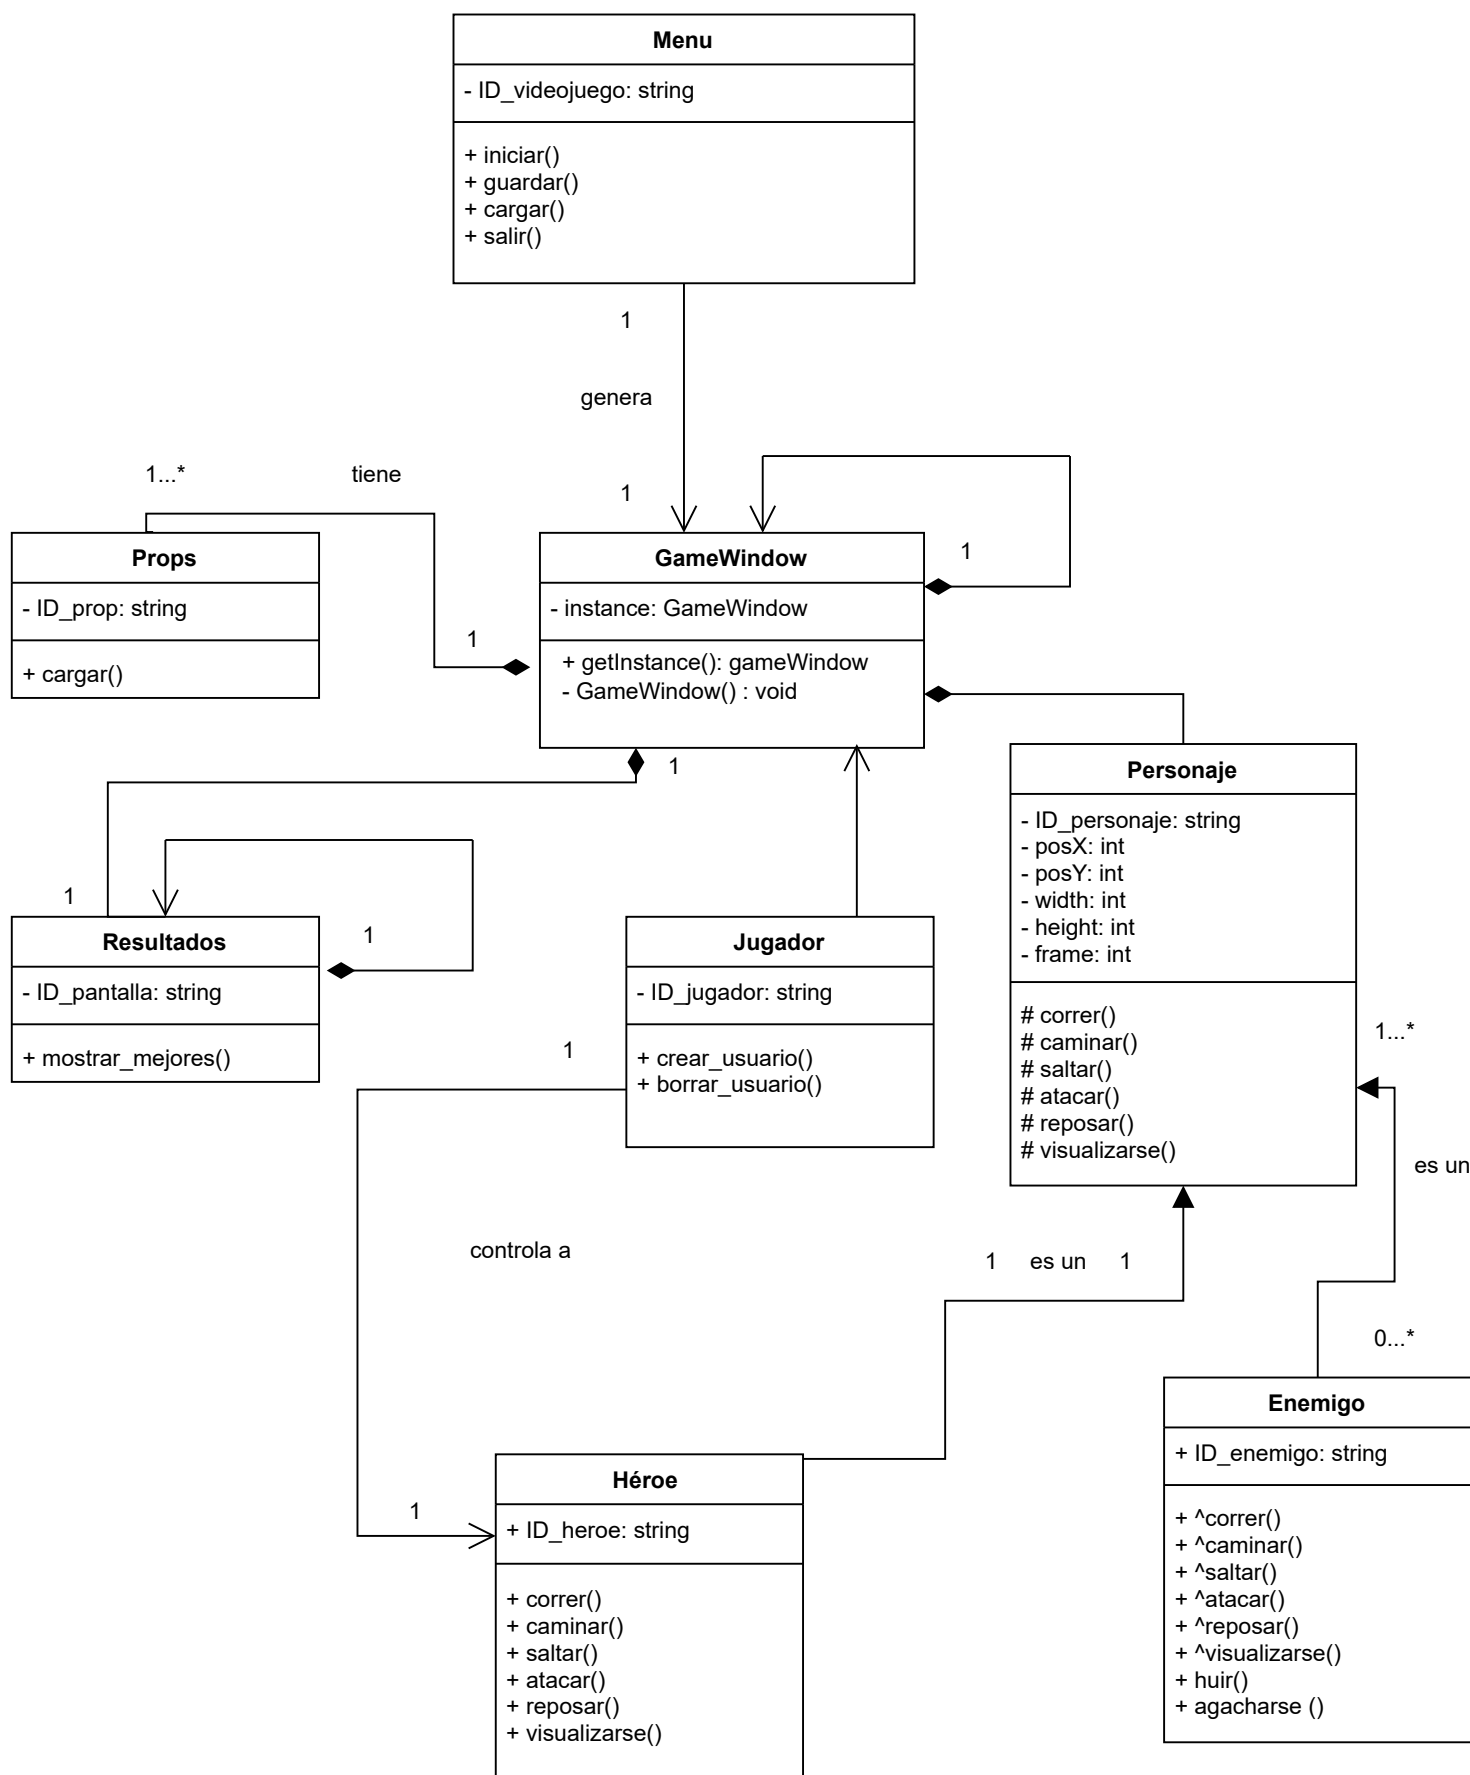 Menu
- ID_videojuego: string
+ iniciar()
+ guardar()
+ cargar()
+ salir()
1
genera
1...*
tiene
1
1
Props
- ID_prop: string
+ cargar()
1
GameWindow
- instance: GameWindow
+ getInstance(): gameWindow
- GameWindow() : void
1
Personaje
- ID_personaje: string
- posX: int
- posY: int
- width: int
- height: int
- frame: int
# correr()
# caminar()
# saltar()
# atacar()
# reposar()
# visualizarse()
1
1
Resultados
- ID_pantalla: string
+ mostrar_mejores()
Jugador
- ID_jugador: string
+ crear_usuario()
+ borrar_usuario()
1
1...*
es un
controla a
1
es un
1
0...*
Enemigo
+ ID_enemigo: string
+ ^correr()
+ ^caminar()
+ ^saltar()
+ ^atacar()
+ ^reposar()
+ ^visualizarse()
+ huir()
+ agacharse ()
1
Héroe
+ ID_heroe: string
+ correr()
+ caminar()
+ saltar()
+ atacar()
+ reposar()
+ visualizarse()